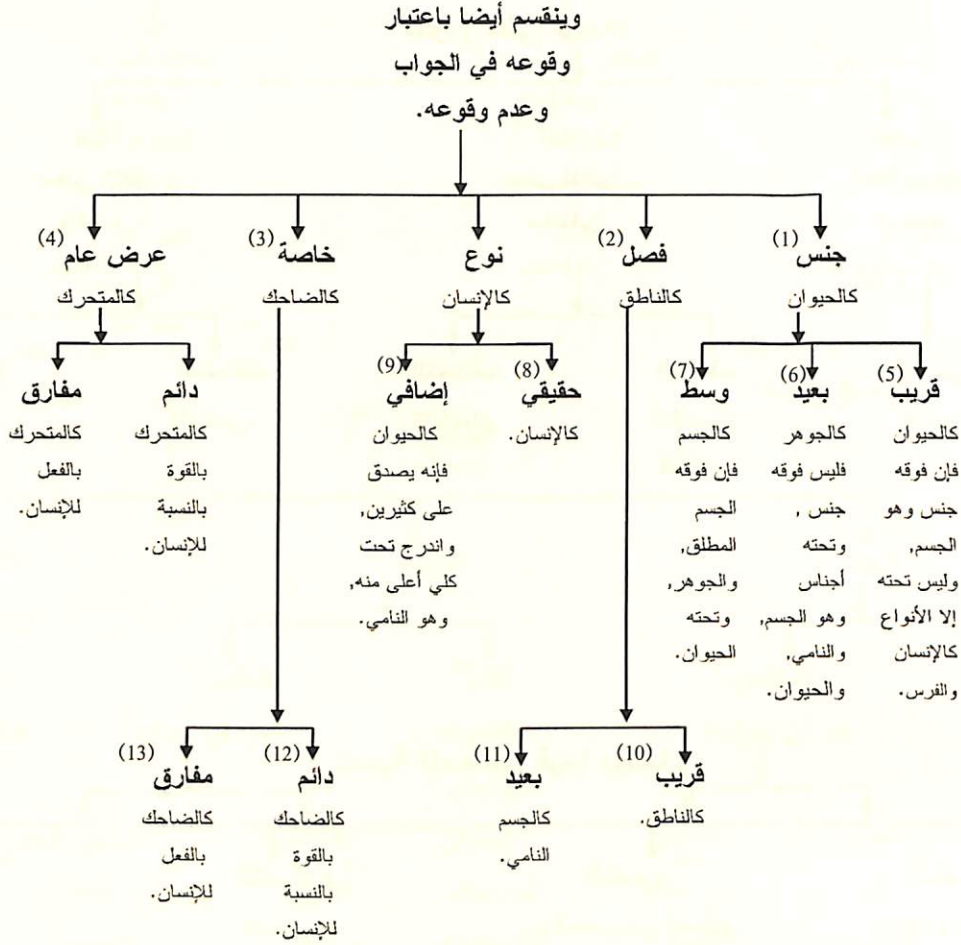 وينقسم أيضا باعتبار
وقوعه في الجواب
وعدم وقوعه.
جنس (1)
كالحيوان
فصل (2)
كالناطق
نوع
كالإنسان
خاصة (3)
كالضاحك
عرض عام (4)
كالمتحرك
قريب (5)
كالحيوان
فإن فوقه
جنس وهو
الجسم,
وليس تحته
إلا الأنواع
كالإنسان
والفرس.
بعيد (6)
كالجوهر
فليس فوقه
جنس ,
وتحته
أجناس
وهو الجسم,
والنامي,
والحيوان.
وسط (7)
كالجسم
فإن فوقه
الجسم
المطلق,
والجوهر,
وتحته
الحيوان.
حقيقي (8)
كالإنسان.
إضافي (9)
كالحيوان
فإنه يصدق
على كثيرين,
واندرج تحت
كلي أعلى منه,
وهو النامي.
دائم
كالمتحرك
بالقوة
بالنسبة
للإنسان.
مفارق
كالمتحرك
بالفعل
للإنسان.
قريب (10)
كالناطق.
بعيد (11)
كالجسم
النامي.
دائم (12)
كالضاحك
بالقوة
بالنسبة
للإنسان.
مفارق (13)
كالضاحك
بالفعل
للإنسان.